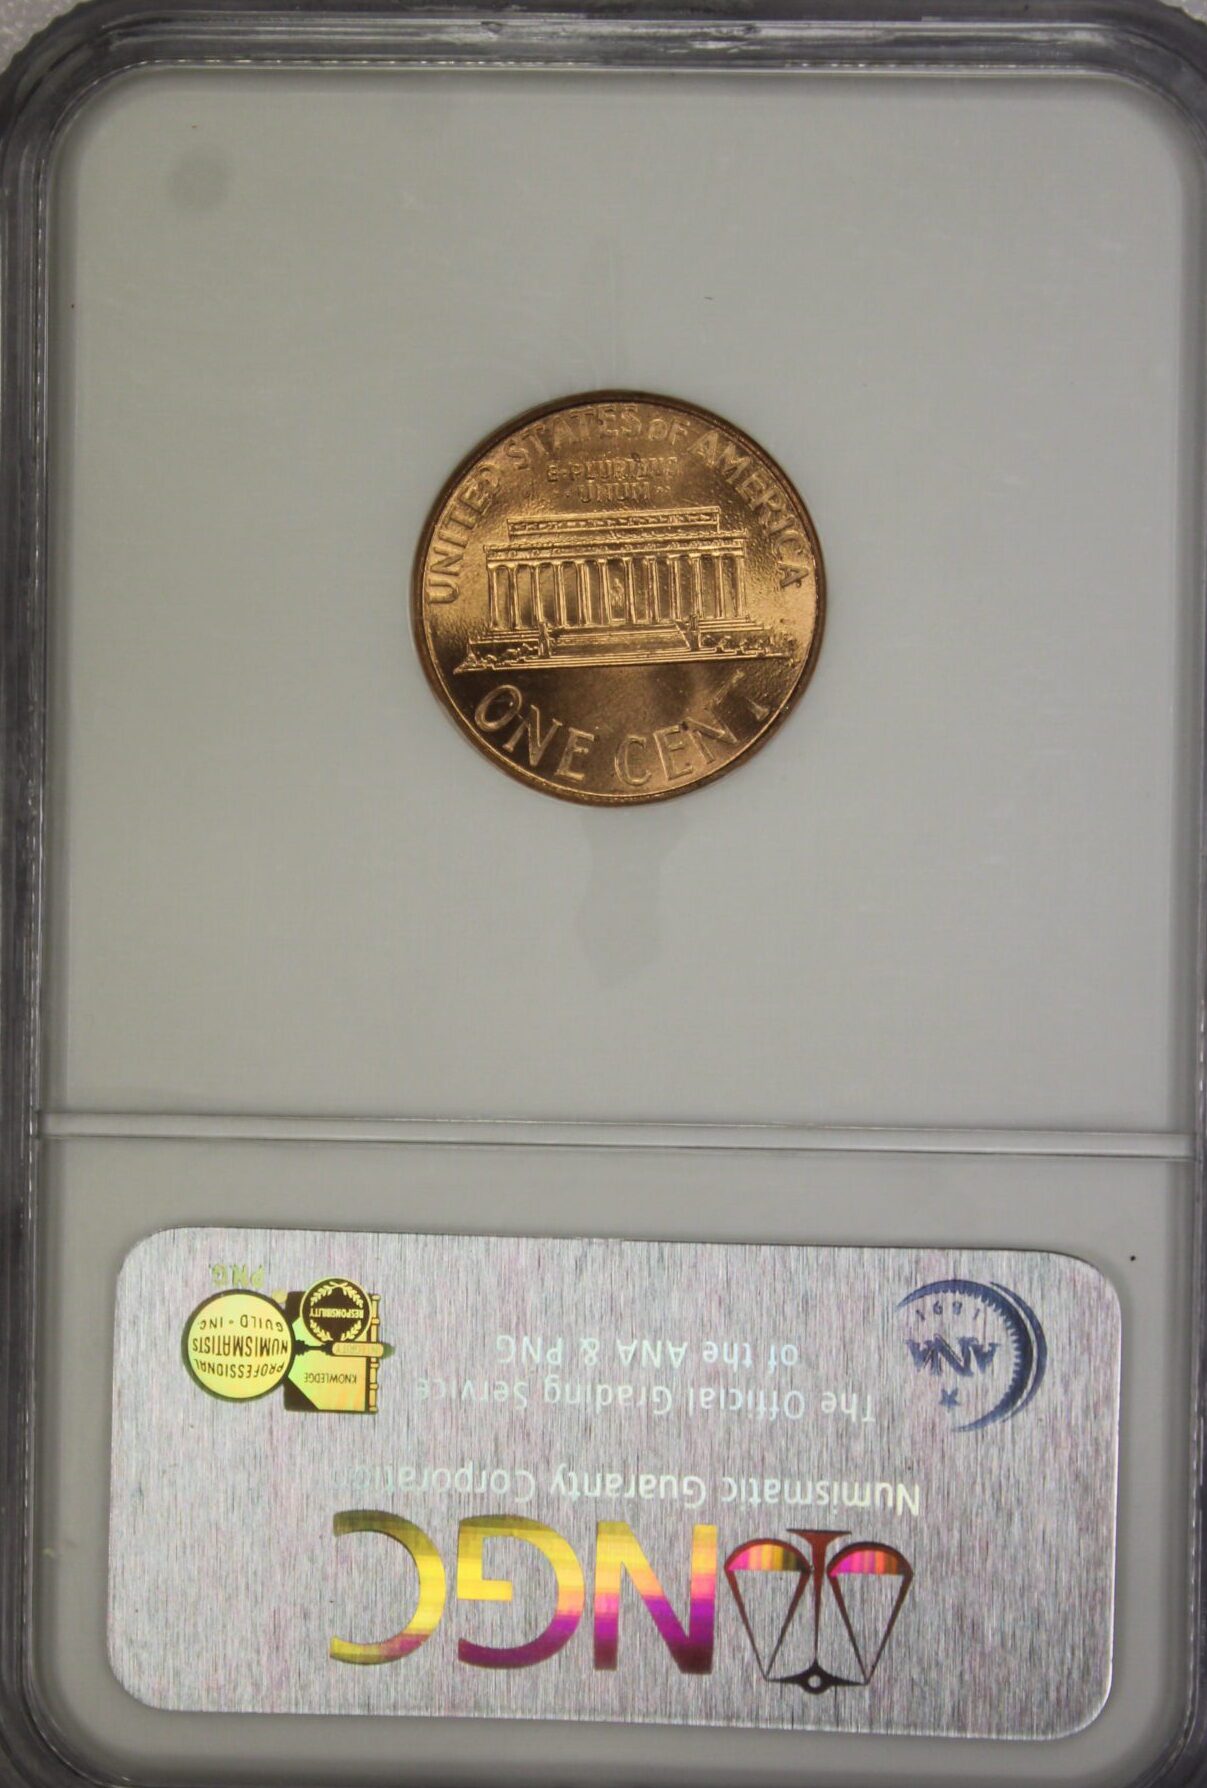 UNITED STATES OF AMERICA
E·PLURIBUS
·UNUM·
ONE CENT
NGC
Numismatic Guaranty Corporation
The Official Grading Service
of the ANA & PNG
PNG
PROFESSIONAL
NUMISMATISTS
GUILD · INC
KNOWLEDGE
INTEGRITY
RESPONSIBILITY
ANA
1891